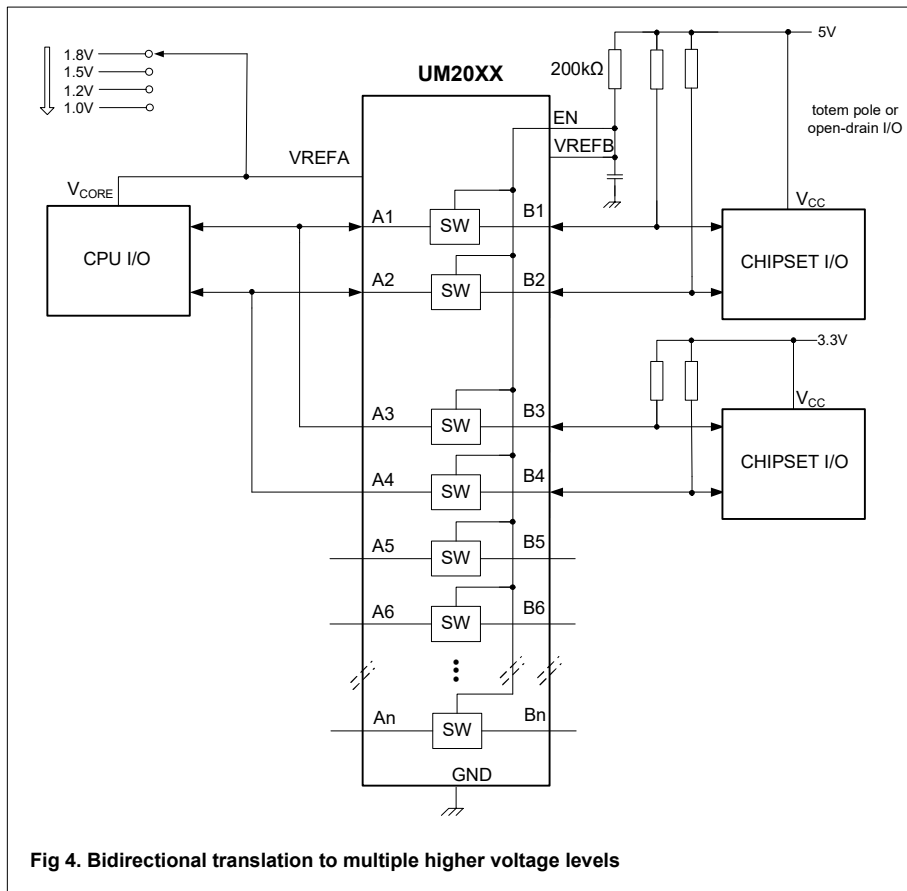 1.8V
1.5V
1.2V
1.0V
UM20XX
200kΩ
5V
EN
VREFB
totem pole or
open-drain I/O
VREFA
VCORE
CPU I/O
VCC
CHIPSET I/O
A1
SW
B1
A2
SW
B2
3.3V
VCC
CHIPSET I/O
A3
SW
B3
A4
SW
B4
A5
SW
B5
A6
SW
B6
An
SW
Bn
GND
Fig 4. Bidirectional translation to multiple higher voltage levels